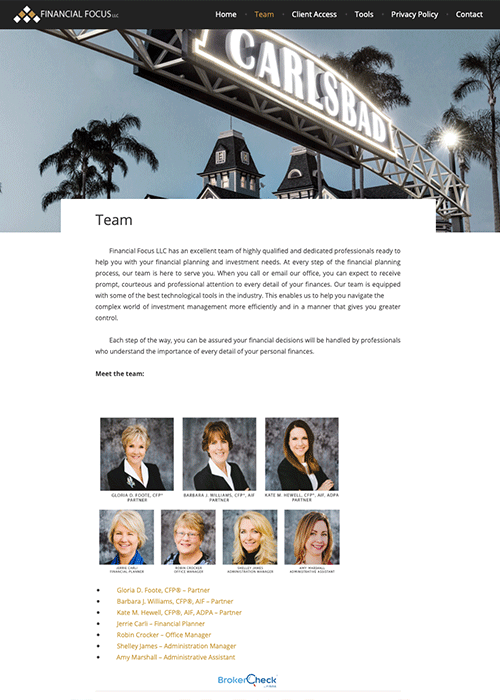 FINANCIAL FOCUS LLC
Home • Team • Client Access • Tools • Privacy Policy • Contact
CARLSBAD
Team
Financial Focus LLC has an excellent team of highly qualified and dedicated professionals ready to
help you with your financial planning and investment needs. At every step of the financial planning
process, our team is here to serve you. When you call or email our office, you can expect to receive
prompt, courteous and professional attention to every detail of your finances. Our team is equipped
with some of the best technological tools in the industry. This enables us to help you navigate the
complex world of investment management more efficiently and in a manner that gives you greater
control.
Each step of the way, you can be assured your financial decisions will be handled by professionals
who understand the importance of every detail of your personal finances.
Meet the team:
GLORIA D. FOOTE, CFP®
PARTNER
BARBARA J. WILLIAMS, CFP®, AIF
PARTNER
KATE M. HEWELL, CFP®, AIF, ADPA
PARTNER
JERRIE CARLI
FINANCIAL PLANNER
ROBIN CROCKER
OFFICE MANAGER
SHELLEY JAMES
ADMINISTRATION MANAGER
AMY MARSHALL
ADMINISTRATIVE ASSISTANT
• Gloria D. Foote, CFP® – Partner
• Barbara J. Williams, CFP®, AIF – Partner
• Kate M. Hewell, CFP®, AIF, ADPA – Partner
• Jerrie Carli – Financial Planner
• Robin Crocker – Office Manager
• Shelley James – Administration Manager
• Amy Marshall – Administrative Assistant
BrokerCheck